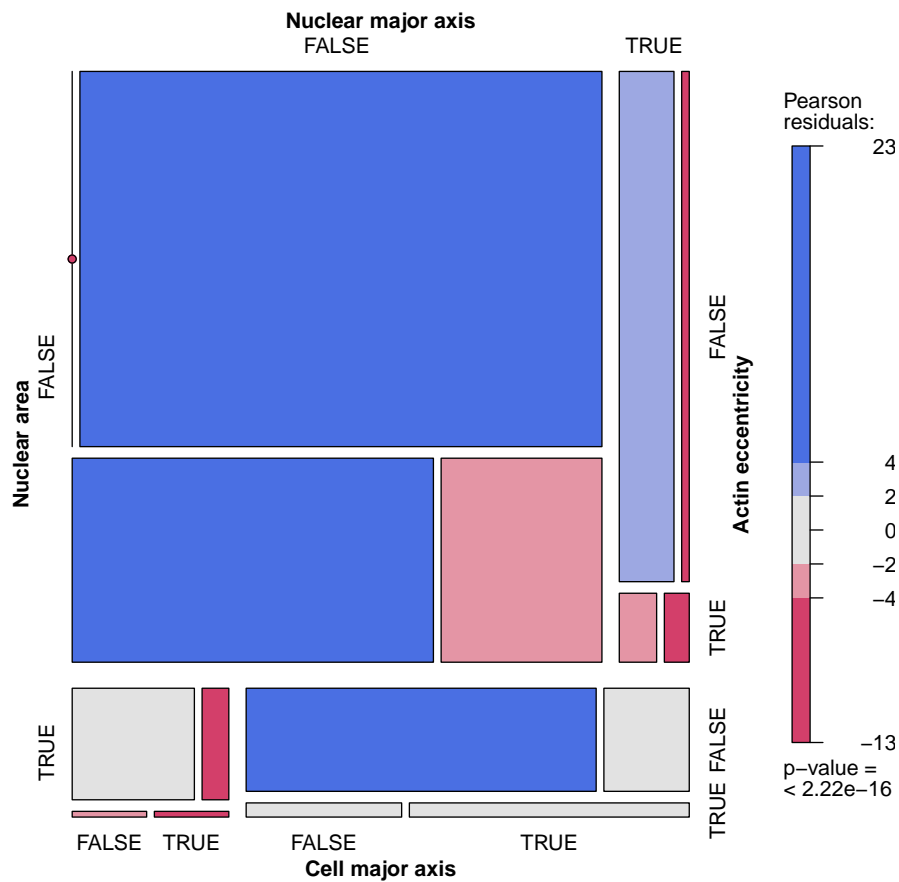 Nuclear major axis
FALSE
TRUE
Nuclear area
FALSE
TRUE
Actin eccentricity
FALSE
TRUE
FALSE
TRUE
FALSE
TRUE
FALSE
TRUE
Cell major axis
Pearson
residuals:
23
4
2
0
−2
−4
−13
p−value =
< 2.22e−16